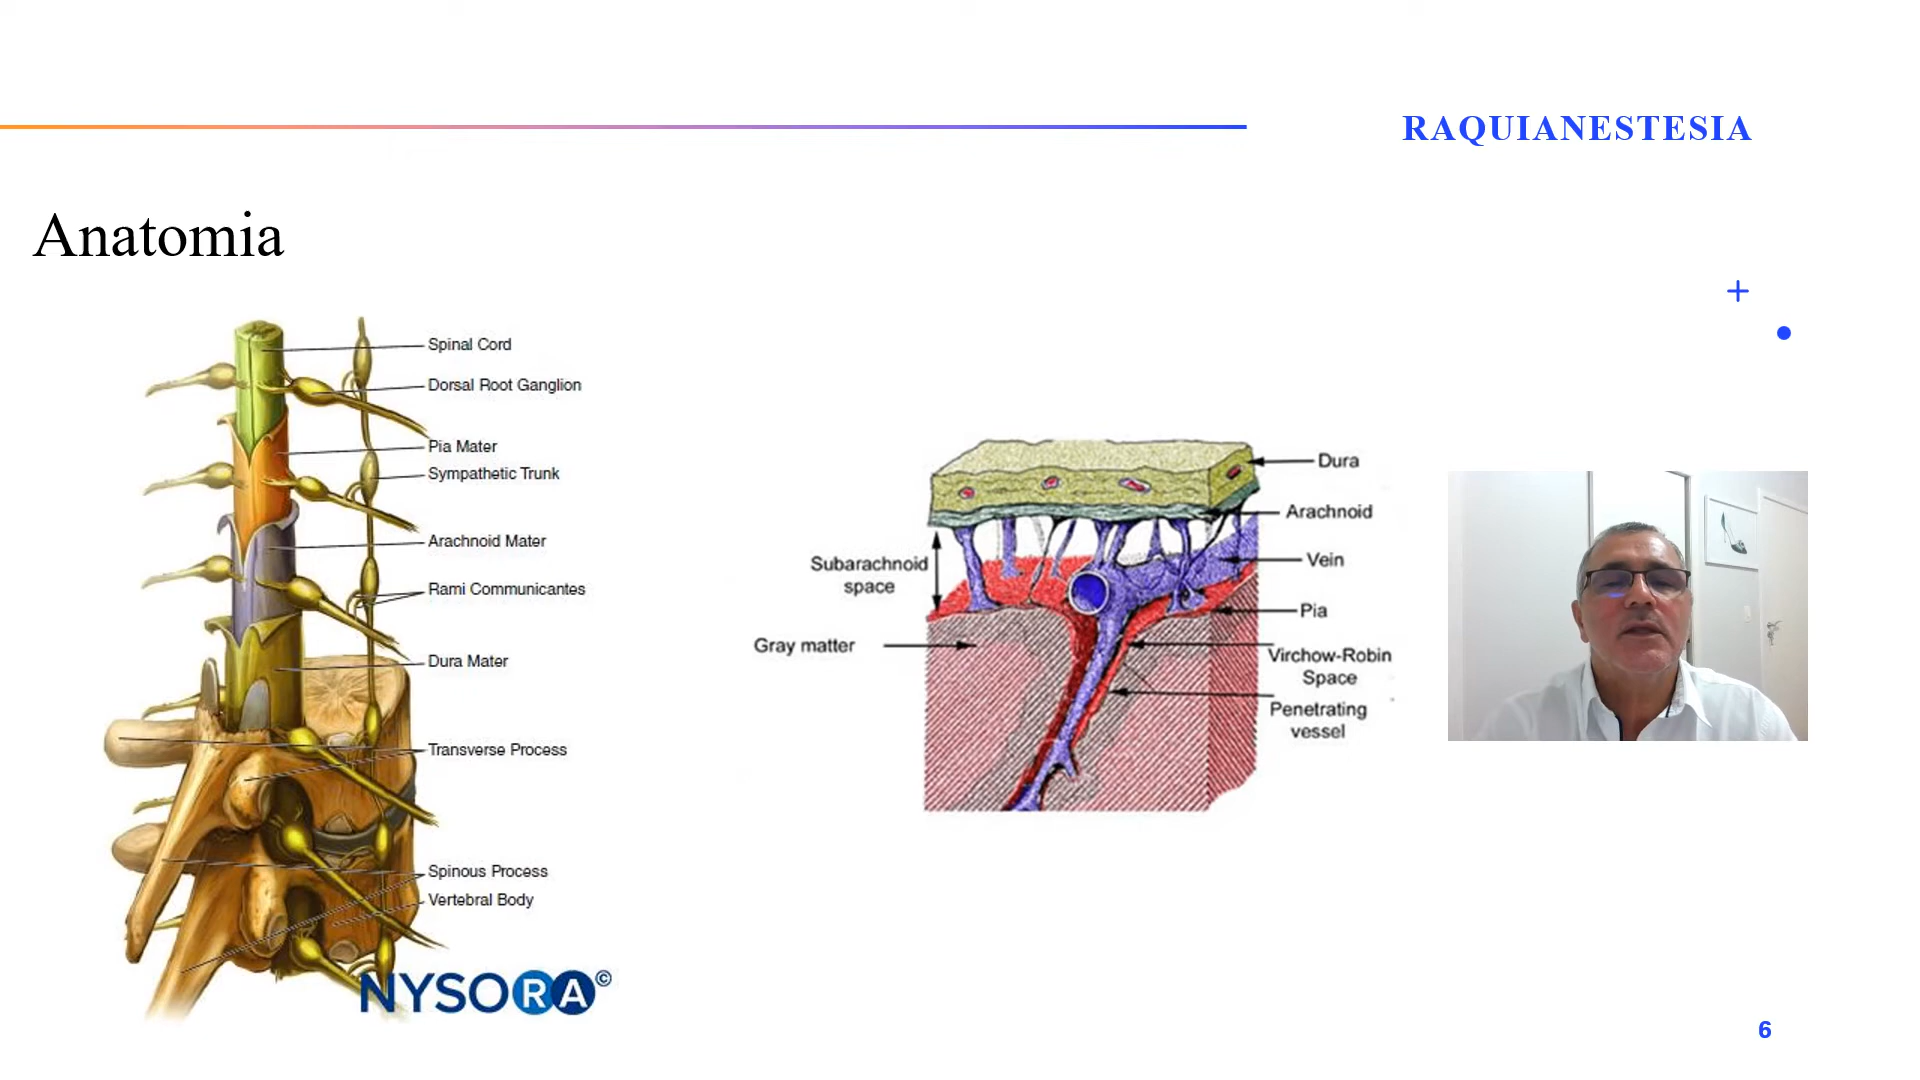 RAQUIANESTESIA
Anatomia
Spinal Cord
Dorsal Root Ganglion
Pia Mater
Sympathetic Trunk
Arachnoid Mater
Rami Communicantes
Dura Mater
Transverse Process
Spinous Process
Vertebral Body
NYSORA©
Dura
Arachnoid
Subarachnoid
space
Vein
Pia
Gray matter
Virchow-Robin
Space
Penetrating
vessel
6